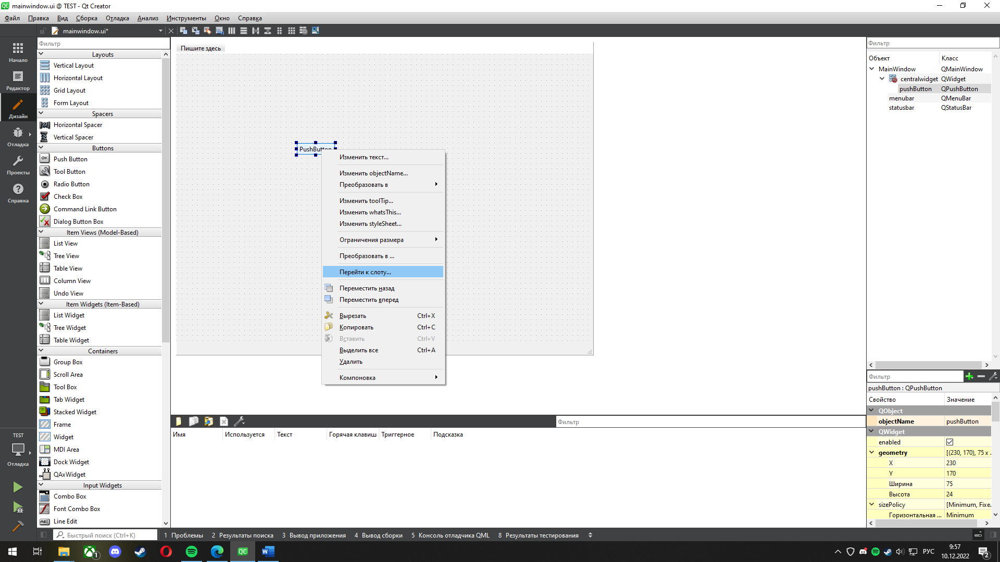 mainwindow.ui @ TEST - Qt Creator
Файл Правка Вид Сборка Отладка Анализ Инструменты Окно Справка
mainwindow.ui*
Начало
Редактор
Дизайн
Отладка
Проекты
Справка
TEST
Отладка
Фильтр
Layouts
Vertical Layout
Horizontal Layout
Grid Layout
Form Layout
Spacers
Horizontal Spacer
Vertical Spacer
Buttons
OK Push Button
Tool Button
Radio Button
Check Box
Command Link Button
Dialog Button Box
Item Views (Model-Based)
List View
Tree View
Table View
Column View
Undo View
Item Widgets (Item-Based)
List Widget
Tree Widget
Table Widget
Containers
Group Box
Scroll Area
Tool Box
Tab Widget
Stacked Widget
Frame
Widget
MDI Area
Dock Widget
QAxWidget
Input Widgets
Combo Box
Font Combo Box
Line Edit
Пишите здесь
PushButton
Изменить текст...
Изменить objectName...
Преобразовать в
Изменить toolTip...
Изменить whatsThis...
Изменить styleSheet...
Ограничения размера
Преобразовать в ...
Перейти к слоту...
Переместить назад
Переместить вперед
Вырезать Ctrl+X
Копировать Ctrl+C
Вставить Ctrl+V
Выделить все Ctrl+A
Удалить
Компоновка
Фильтр
Имя Используется Текст Горячая клавиш Триггерное Подсказка
Фильтр
Объект Класс
MainWindow QMainWindow
centralwidget QWidget
pushButton QPushButton
menubar QMenuBar
statusbar QStatusBar
Фильтр
pushButton : QPushButton
Свойство Значение
QObject
objectName pushButton
QWidget
enabled
geometry [(230, 170), 75 x .
X 230
Y 170
Ширина 75
Высота 24
sizePolicy [Minimum, Fixe.
Горизонтальная ... Minimum
Быстрый поиск (Ctrl+K) 1 Проблемы 2 Результаты поиска 3 Вывод приложения 4 Вывод сборки 5 Консоль отладчика QML 8 Результаты тестирования
1 QC W РУС 9:57
10.12.2022 2